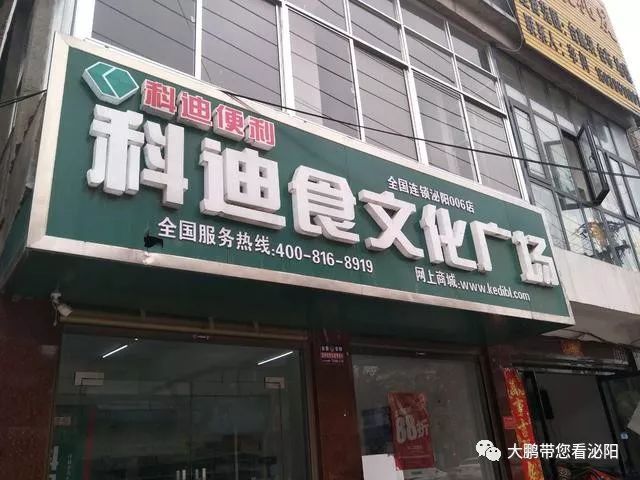 科迪便利
科迪食文化广场
全国连锁泌阳006店
全国服务热线:400-816-8919
网上商城:www.kedibl.com
88折
大鹏带您看泌阳